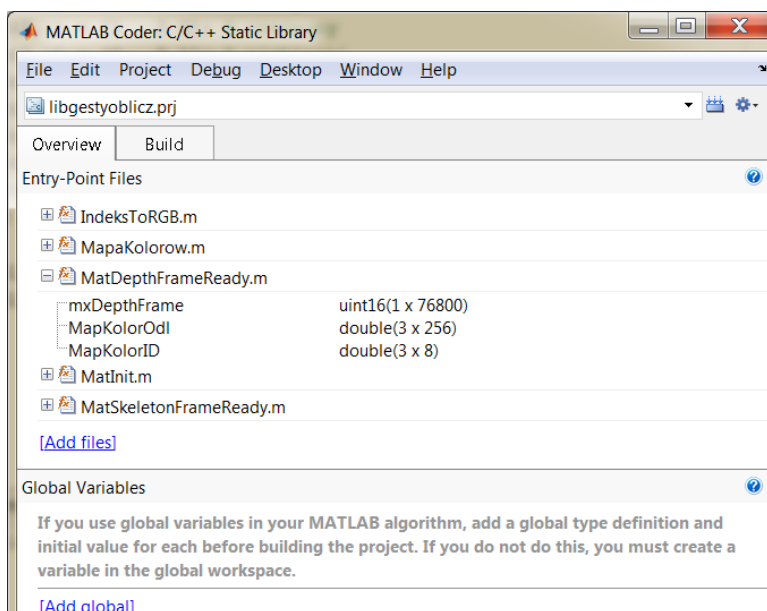 MATLAB Coder: C/C++ Static Library
File Edit Project Debug Desktop Window Help
libgestyoblicz.prj
Overview Build
Entry-Point Files
IndeksToRGB.m
MapaKolorow.m
MatDepthFrameReady.m
mxDepthFrame uint16(1 x 76800)
MapKolorOdl double(3 x 256)
MapKolorID double(3 x 8)
MatInit.m
MatSkeletonFrameReady.m
[Add files]
Global Variables
If you use global variables in your MATLAB algorithm, add a global type definition and
initial value for each before building the project. If you do not do this, you must create a
variable in the global workspace.
[Add global]